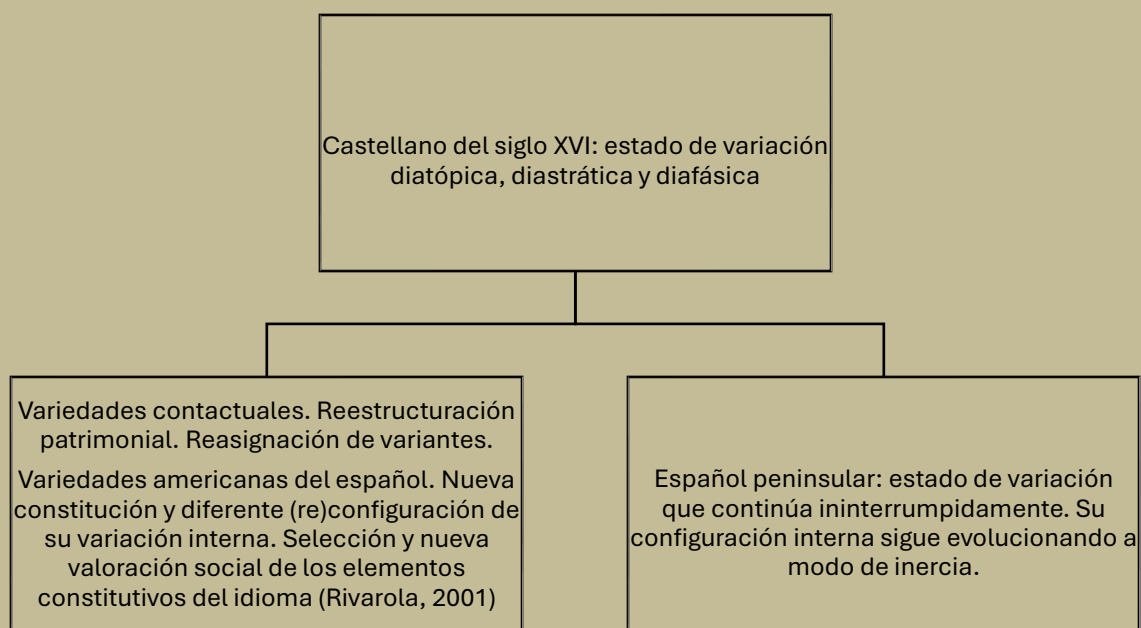 Castellano del siglo XVI: estado de variación
diatópica, diastrática y diafásica
Variedades contactuales. Reestructuración
patrimonial. Reasignación de variantes.
Variedades americanas del español. Nueva
constitución y diferente (re)configuración de
su variación interna. Selección y nueva
valoración social de los elementos
constitutivos del idioma (Rivarola, 2001)
Español peninsular: estado de variación
que continúa ininterrumpidamente. Su
configuración interna sigue evolucionando a
modo de inercia.